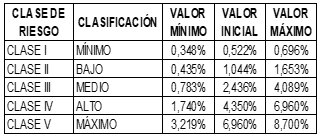 CLASE DE RIESGO CLASIFICACIÓN VALOR MÍNIMO VALOR INICIAL VALOR MÁXIMO
CLASE I MÍNIMO 0,348% 0,522% 0,696%
CLASE II BAJO 0,435% 1,044% 1,653%
CLASE III MEDIO 0,783% 2,436% 4,089%
CLASE IV ALTO 1,740% 4,350% 6,960%
CLASE V MÁXIMO 3,219% 6,960% 8,700%